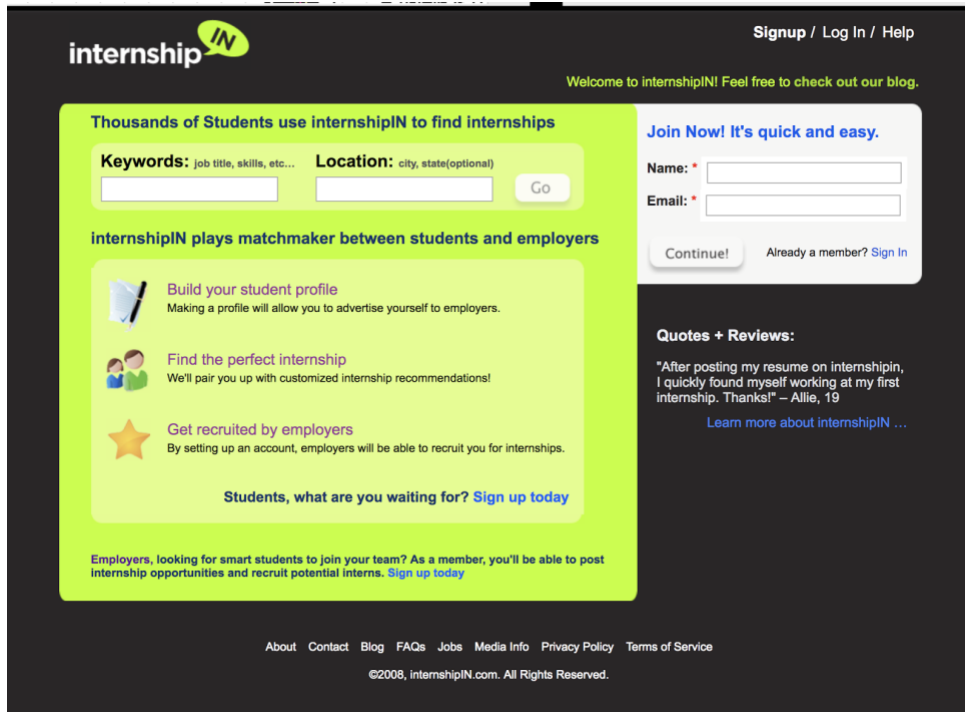 internshipIN
Signup / Log In / Help
Welcome to internshipIN! Feel free to check out our blog.
Thousands of Students use internshipIN to find internships
Keywords: job title, skills, etc... Location: city, state(optional)
Go
internshipIN plays matchmaker between students and employers
Build your student profile
Making a profile will allow you to advertise yourself to employers.
Find the perfect internship
We'll pair you up with customized internship recommendations!
Get recruited by employers
By setting up an account, employers will be able to recruit you for internships.
Students, what are you waiting for? Sign up today
Employers, looking for smart students to join your team? As a member, you'll be able to post
internship opportunities and recruit potential interns. Sign up today
Join Now! It's quick and easy.
Name: *
Email: *
Continue! Already a member? Sign In
Quotes + Reviews:
"After posting my resume on internshipin,
I quickly found myself working at my first
internship. Thanks!" – Allie, 19
Learn more about internshipIN ...
About Contact Blog FAQs Jobs Media Info Privacy Policy Terms of Service
©2008, internshipIN.com. All Rights Reserved.